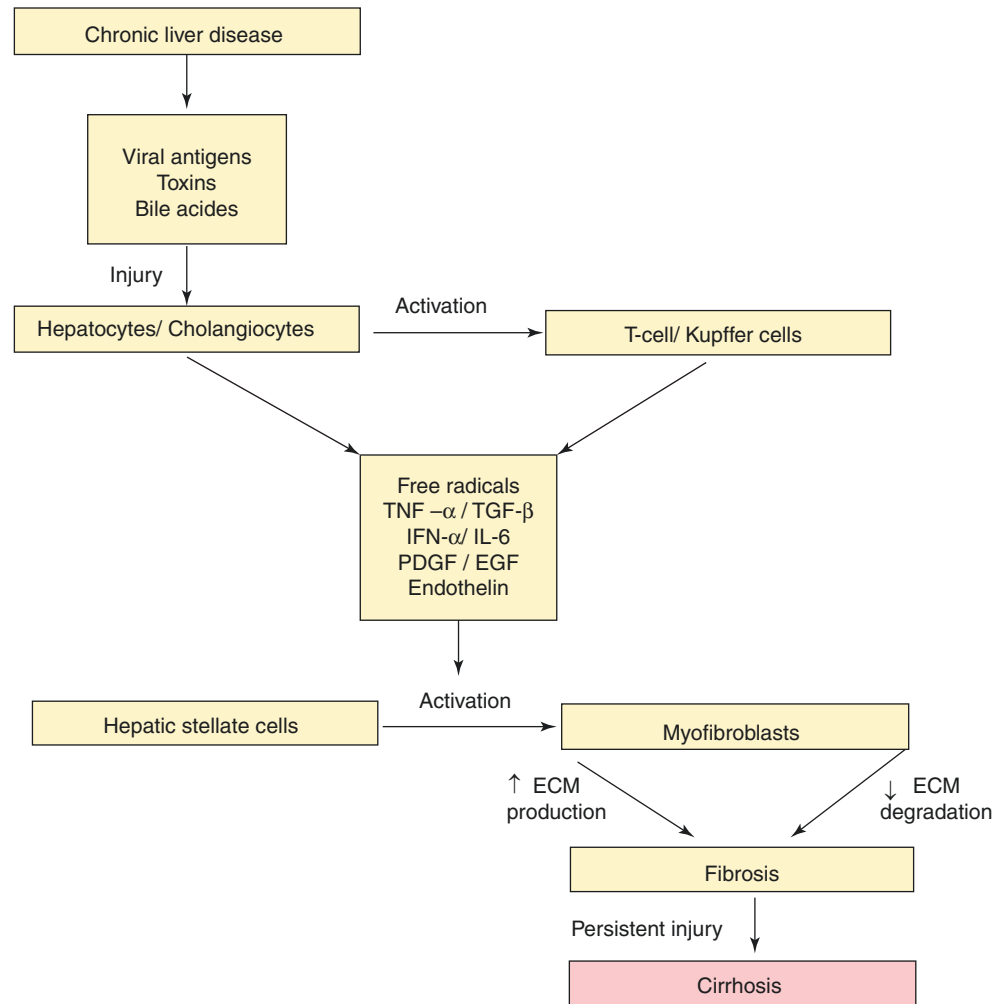 Chronic liver disease
Viral antigens
Toxins
Bile acides
Injury
Hepatocytes/ Cholangiocytes
Activation
T-cell/ Kupffer cells
Free radicals
TNF –α / TGF-β
IFN-α/ IL-6
PDGF / EGF
Endothelin
Hepatic stellate cells
Activation
Myofibroblasts
↑ ECM
production
↓ ECM
degradation
Fibrosis
Persistent injury
Cirrhosis